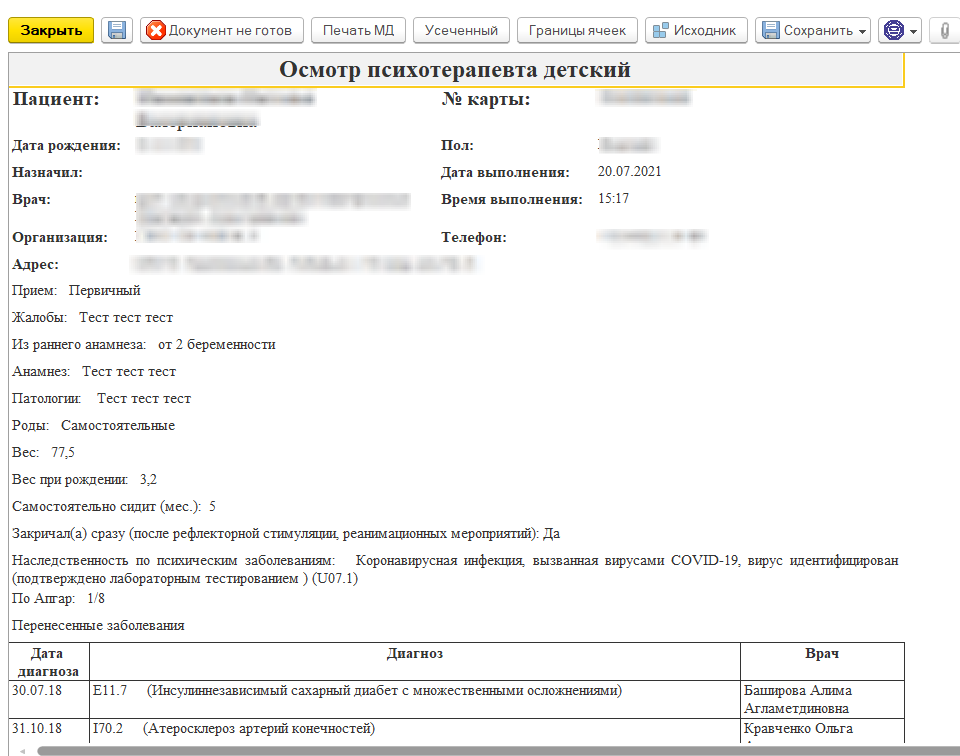 Закрыть Документ не готов Печать МД Усеченный Границы ячеек Исходник Сохранить
Осмотр психотерапевта детский
Пациент: № карты:
Дата рождения: Пол:
Назначил: Дата выполнения: 20.07.2021
Врач: Время выполнения: 15:17
Организация: Телефон:
Адрес:
Прием: Первичный
Жалобы: Тест тест тест
Из раннего анамнеза: от 2 беременности
Анамнез: Тест тест тест
Патологии: Тест тест тест
Роды: Самостоятельные
Вес: 77,5
Вес при рождении: 3,2
Самостоятельно сидит (мес.): 5
Закричал(а) сразу (после рефлекторной стимуляции, реанимационных мероприятий): Да
Наследственность по психическим заболеваниям: Коронавирусная инфекция, вызванная вирусами COVID-19, вирус идентифицирован
(подтверждено лабораторным тестированием ) (U07.1)
По Апгар: 1/8
Перенесенные заболевания
Дата Диагноз Врач
диагноза
30.07.18 E11.7 (Инсулиннезависимый сахарный диабет с множественными осложнениями) Баширова Алима
Агламетдиновна
31.10.18 I70.2 (Атеросклероз артерий конечностей) Кравченко Ольга